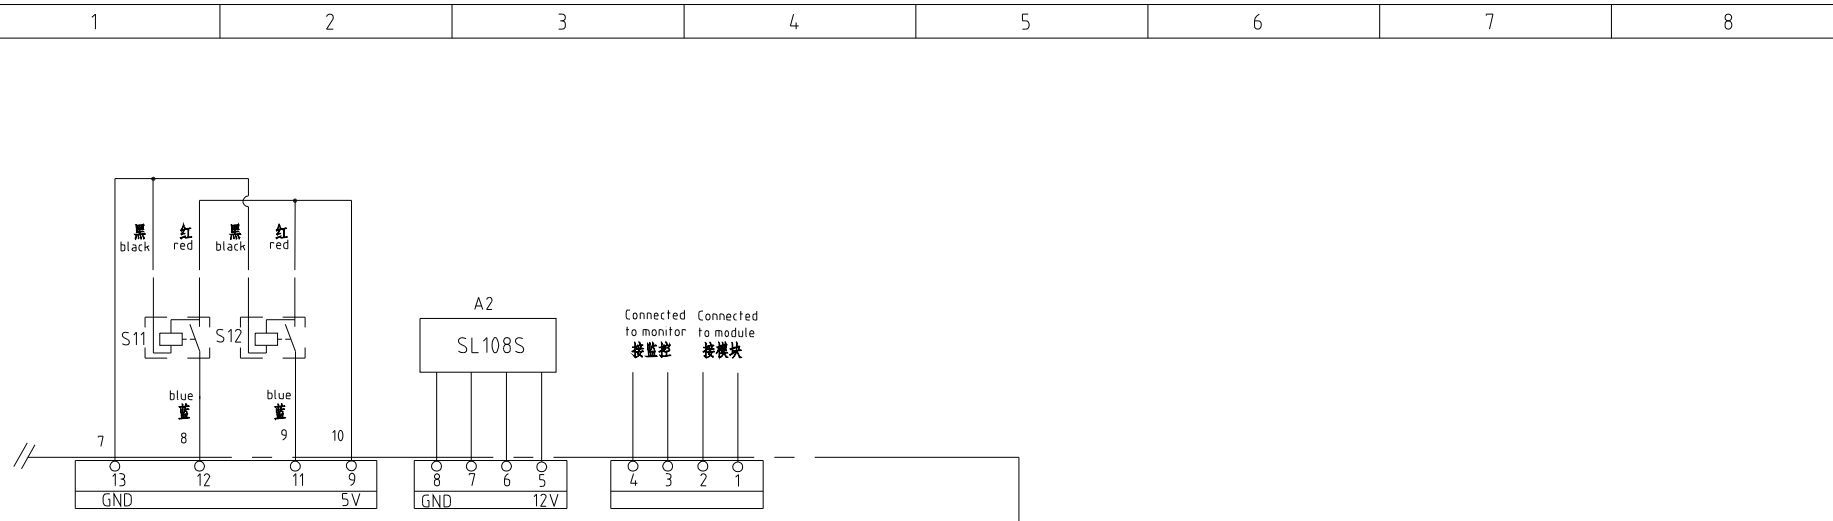 1 2 3 4 5 6 7 8
黑 红 黑 红
black red black red
A2
Connected Connected
to monitor to module
接监控 接模块
S11 S12
SL108S
blue blue
蓝 蓝
7 8 9 10
13 12 11 9 8 7 6 5 4 3 2 1
GND 5V GND 12V